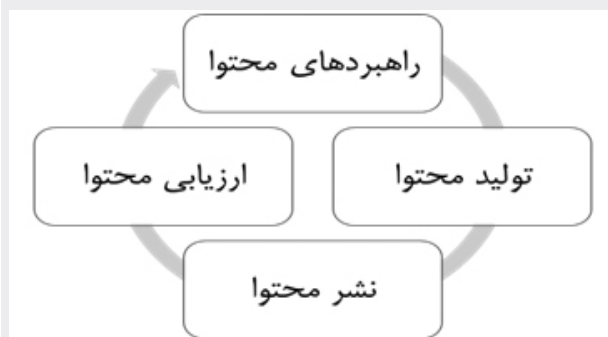 راهبردهای محتوا
تولید محتوا
نشر محتوا
ارزیابی محتوا